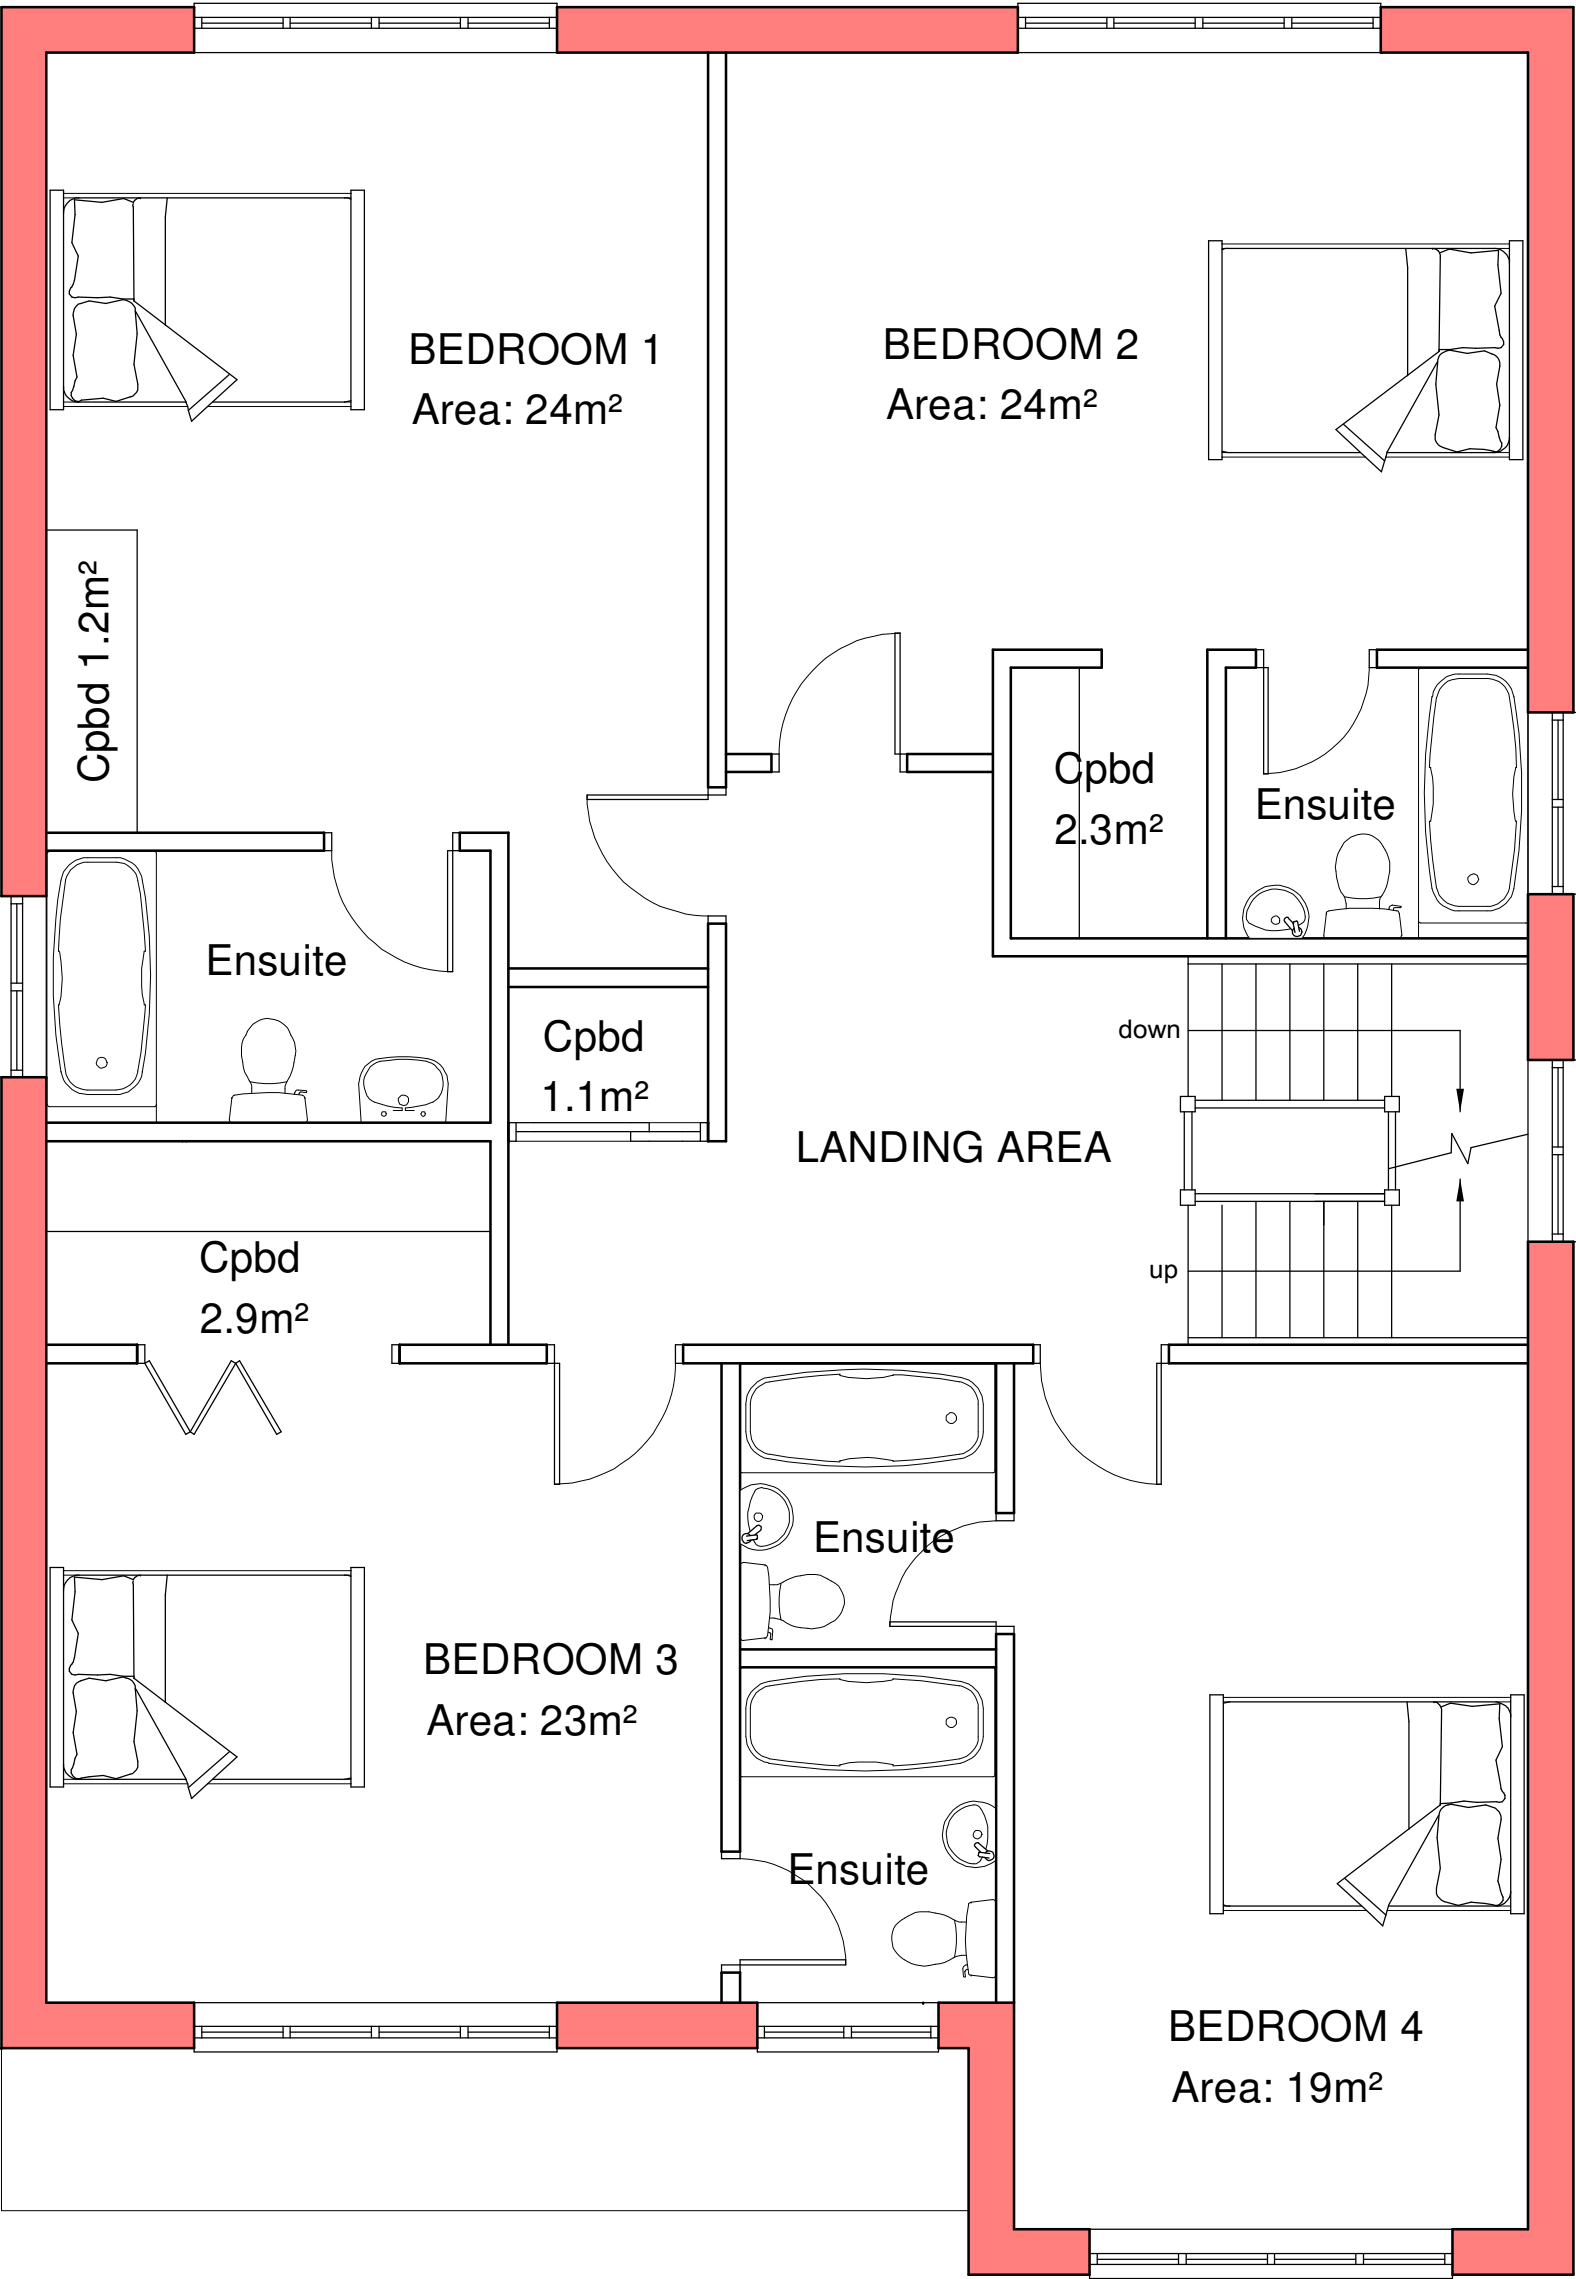 BEDROOM 1
Area: 24m²
BEDROOM 2
Area: 24m²
Cpbd 1.2m²
Cpbd
2.3m²
Ensuite
Ensuite
Cpbd
1.1m²
down
LANDING AREA
up
Cpbd
2.9m²
Ensuite
BEDROOM 3
Area: 23m²
Ensuite
BEDROOM 4
Area: 19m²